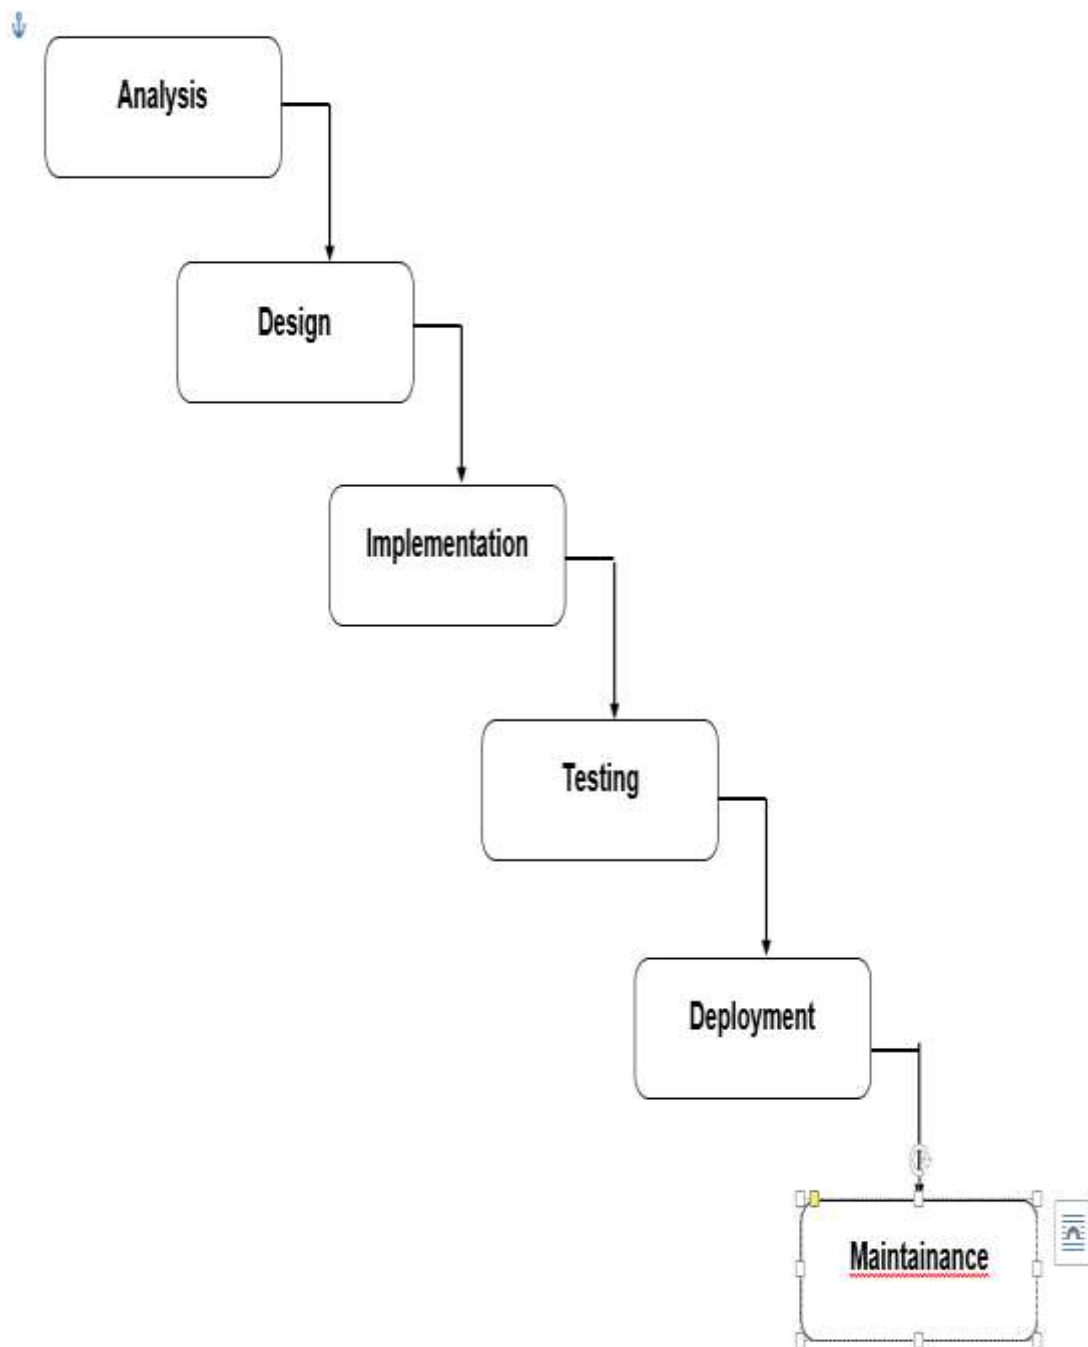 Analysis
Design
Implementation
Testing
Deployment
Maintainance